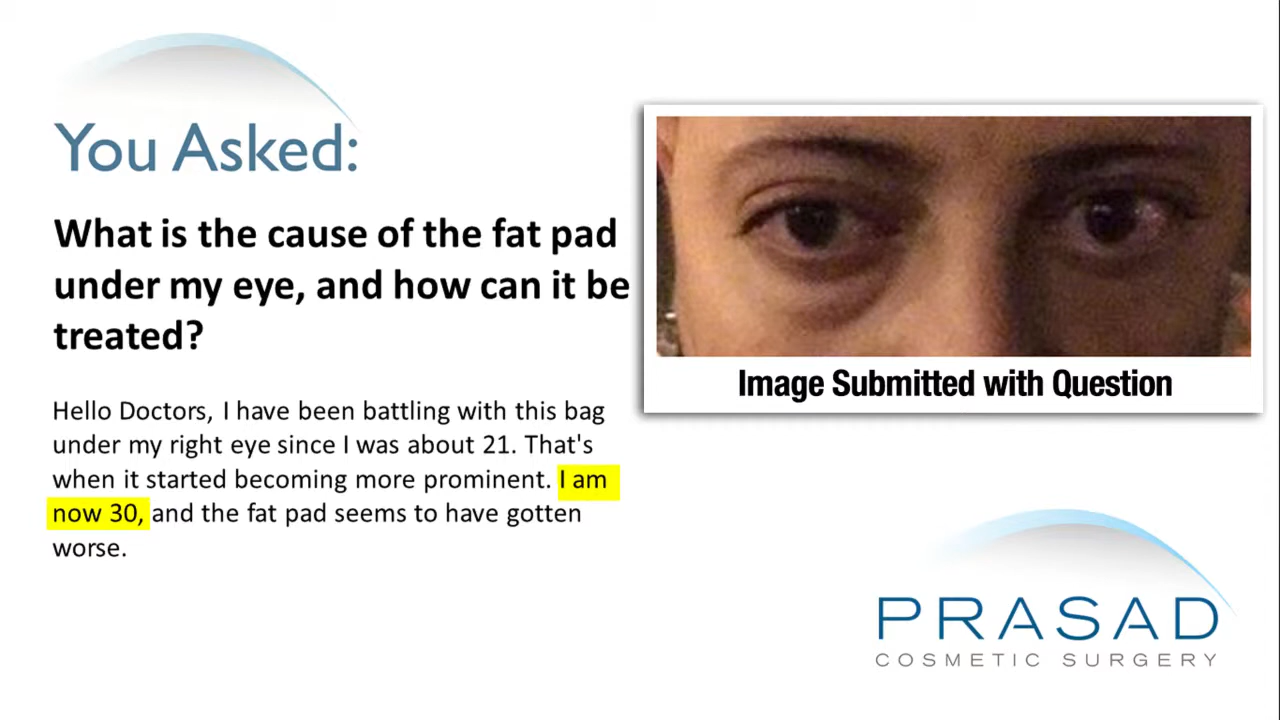 You Asked:
What is the cause of the fat pad
under my eye, and how can it be
treated?
Hello Doctors, I have been battling with this bag
under my right eye since I was about 21. That's
when it started becoming more prominent. I am
now 30, and the fat pad seems to have gotten
worse.
Image Submitted with Question
PRASAD
COSMETIC SURGERY